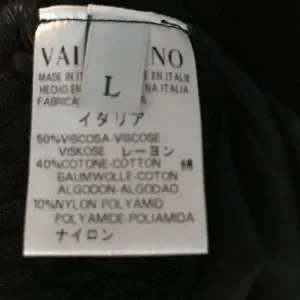 VAL NO
L
MADE IN IT E EN ITALIE
HECHO EN NA ITALIA
FABRICA
イタリア
50%VISCOSA-VISCOSE
VISKOSE レーヨン
40%COTONE-COTTON 綿
BAUMWOLLE-COTON
ALGODON-ALGODAO
10%NYLON POLYAMID
POLYAMIDE-POLIAMIDA
ナイロン